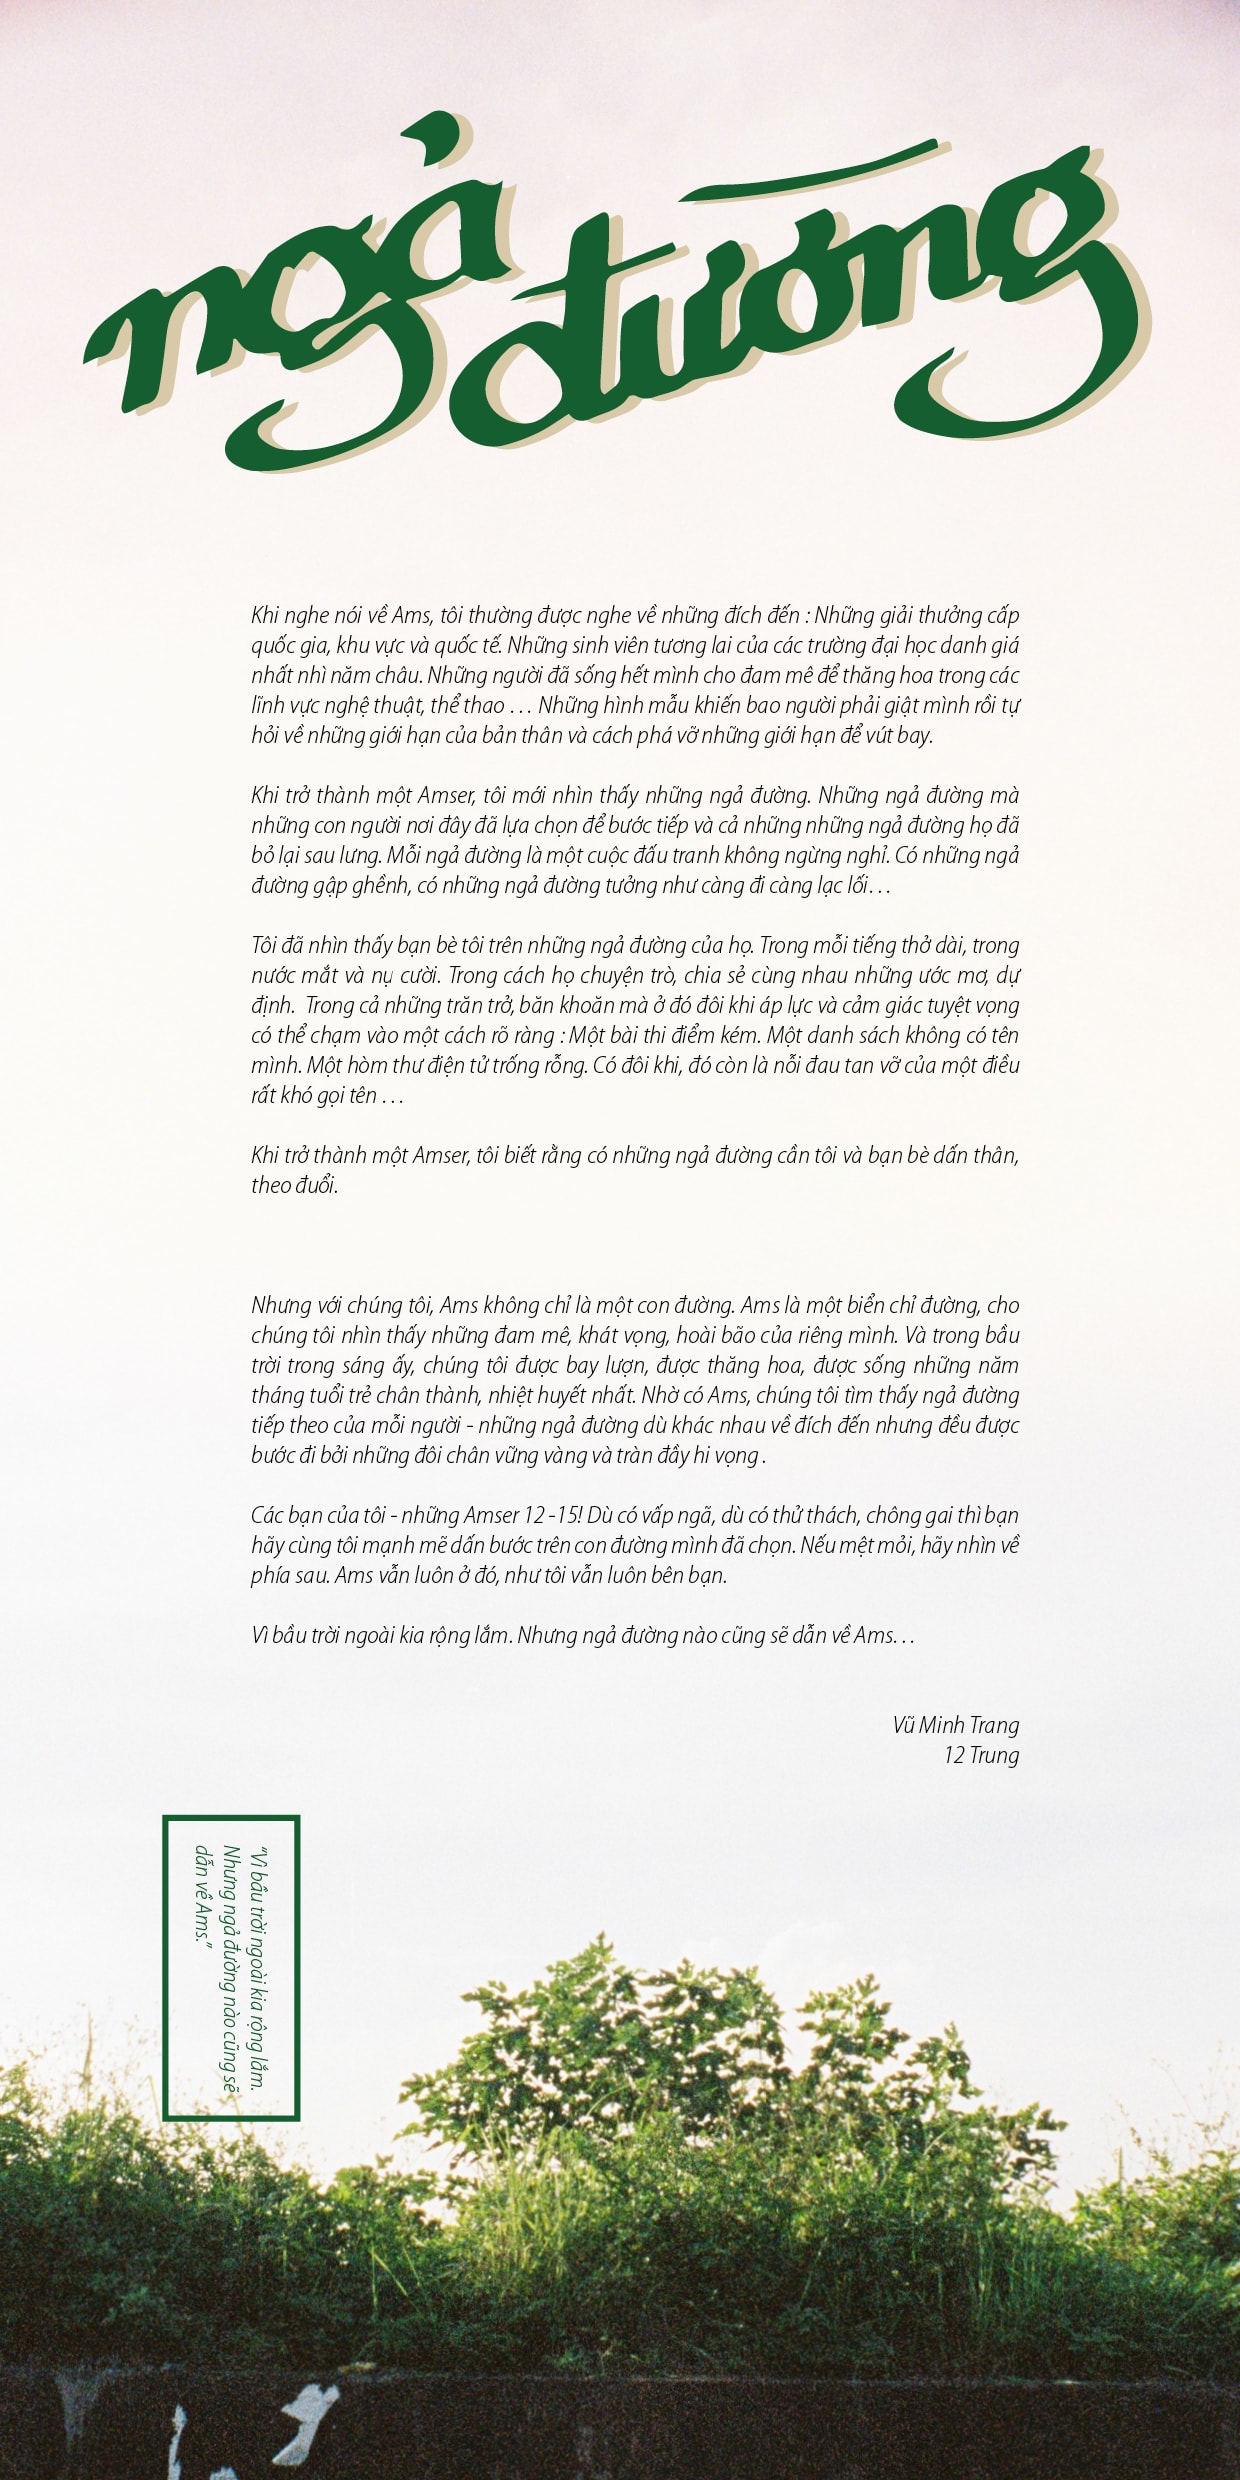 ngả
đường
Khi nghe nói về Ams, tôi thường được nghe về những đích đến : Những giải thưởng cấp
quốc gia, khu vực và quốc tế. Những sinh viên tương lai của các trường đại học danh giá
nhất nhì năm châu. Những người đã sống hết mình cho đam mê để thăng hoa trong các
lĩnh vực nghệ thuật, thể thao … Những hình mẫu khiến bao người phải giật mình rồi tự
hỏi về những giới hạn của bản thân và cách phá vỡ những giới hạn để vút bay.
Khi trở thành một Amser, tôi mới nhìn thấy những ngả đường. Những ngả đường mà
những con người nơi đây đã lựa chọn để bước tiếp và cả những những ngả đường họ đã
bỏ lại sau lưng. Mỗi ngả đường là một cuộc đấu tranh không ngừng nghỉ. Có những ngả
đường gập ghềnh, có những ngả đường tưởng như càng đi càng lạc lối…
Tôi đã nhìn thấy bạn bè tôi trên những ngả đường của họ. Trong mỗi tiếng thở dài, trong
nước mắt và nụ cười. Trong cách họ chuyện trò, chia sẻ cùng nhau những ước mơ, dự
định. Trong cả những trăn trở, băn khoăn mà ở đó đôi khi áp lực và cảm giác tuyệt vọng
có thể chạm vào một cách rõ ràng : Một bài thi điểm kém. Một danh sách không có tên
mình. Một hòm thư điện tử trống rỗng. Có đôi khi, đó còn là nỗi đau tan vỡ của một điều
rất khó gọi tên …
Khi trở thành một Amser, tôi biết rằng có những ngả đường cần tôi và bạn bè dấn thân,
theo đuổi.
Nhưng với chúng tôi, Ams không chỉ là một con đường. Ams là một biển chỉ đường, cho
chúng tôi nhìn thấy những đam mê, khát vọng, hoài bão của riêng mình. Và trong bầu
trời trong sáng ấy, chúng tôi được bay lượn, được thăng hoa, được sống những năm
tháng tuổi trẻ chân thành, nhiệt huyết nhất. Nhờ có Ams, chúng tôi tìm thấy ngả đường
tiếp theo của mỗi người - những ngả đường dù khác nhau về đích đến nhưng đều được
bước đi bởi những đôi chân vững vàng và tràn đầy hi vọng .
Các bạn của tôi - những Amser 12 -15! Dù có vấp ngã, dù có thử thách, chông gai thì bạn
hãy cùng tôi mạnh mẽ dấn bước trên con đường mình đã chọn. Nếu mệt mỏi, hãy nhìn về
phía sau. Ams vẫn luôn ở đó, như tôi vẫn luôn bên bạn.
Vì bầu trời ngoài kia rộng lắm. Nhưng ngả đường nào cũng sẽ dẫn về Ams…
Vũ Minh Trang
12 Trung
"Vì bầu trời ngoài kia rộng lắm.
Nhưng ngả đường nào cũng sẽ
dẫn về Ams."